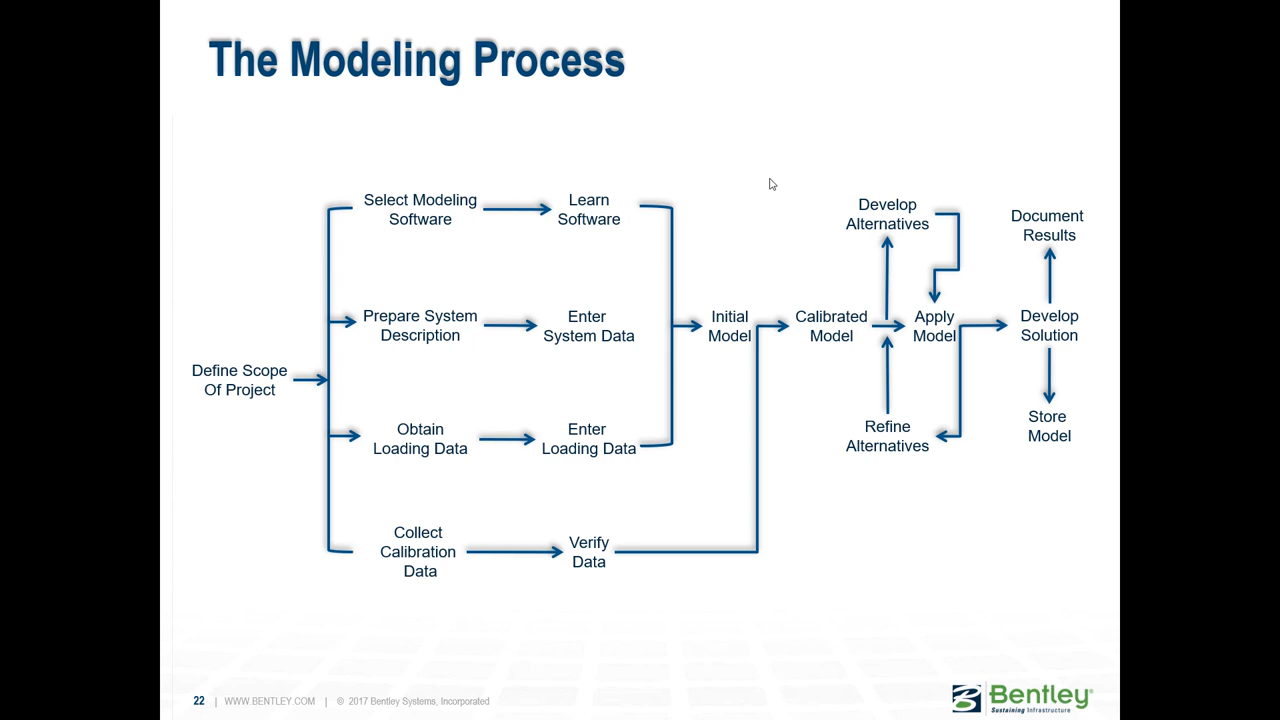 The Modeling Process
Select Modeling
Software
Learn
Software
Prepare System
Description
Enter
System Data
Define Scope
Of Project
Obtain
Loading Data
Enter
Loading Data
Collect
Calibration
Data
Verify
Data
Initial
Model
Calibrated
Model
Develop
Alternatives
Apply
Model
Refine
Alternatives
Document
Results
Develop
Solution
Store
Model
22 | WWW.BENTLEY.COM | © 2017 Bentley Systems, Incorporated
Bentley®
Sustaining Infrastructure